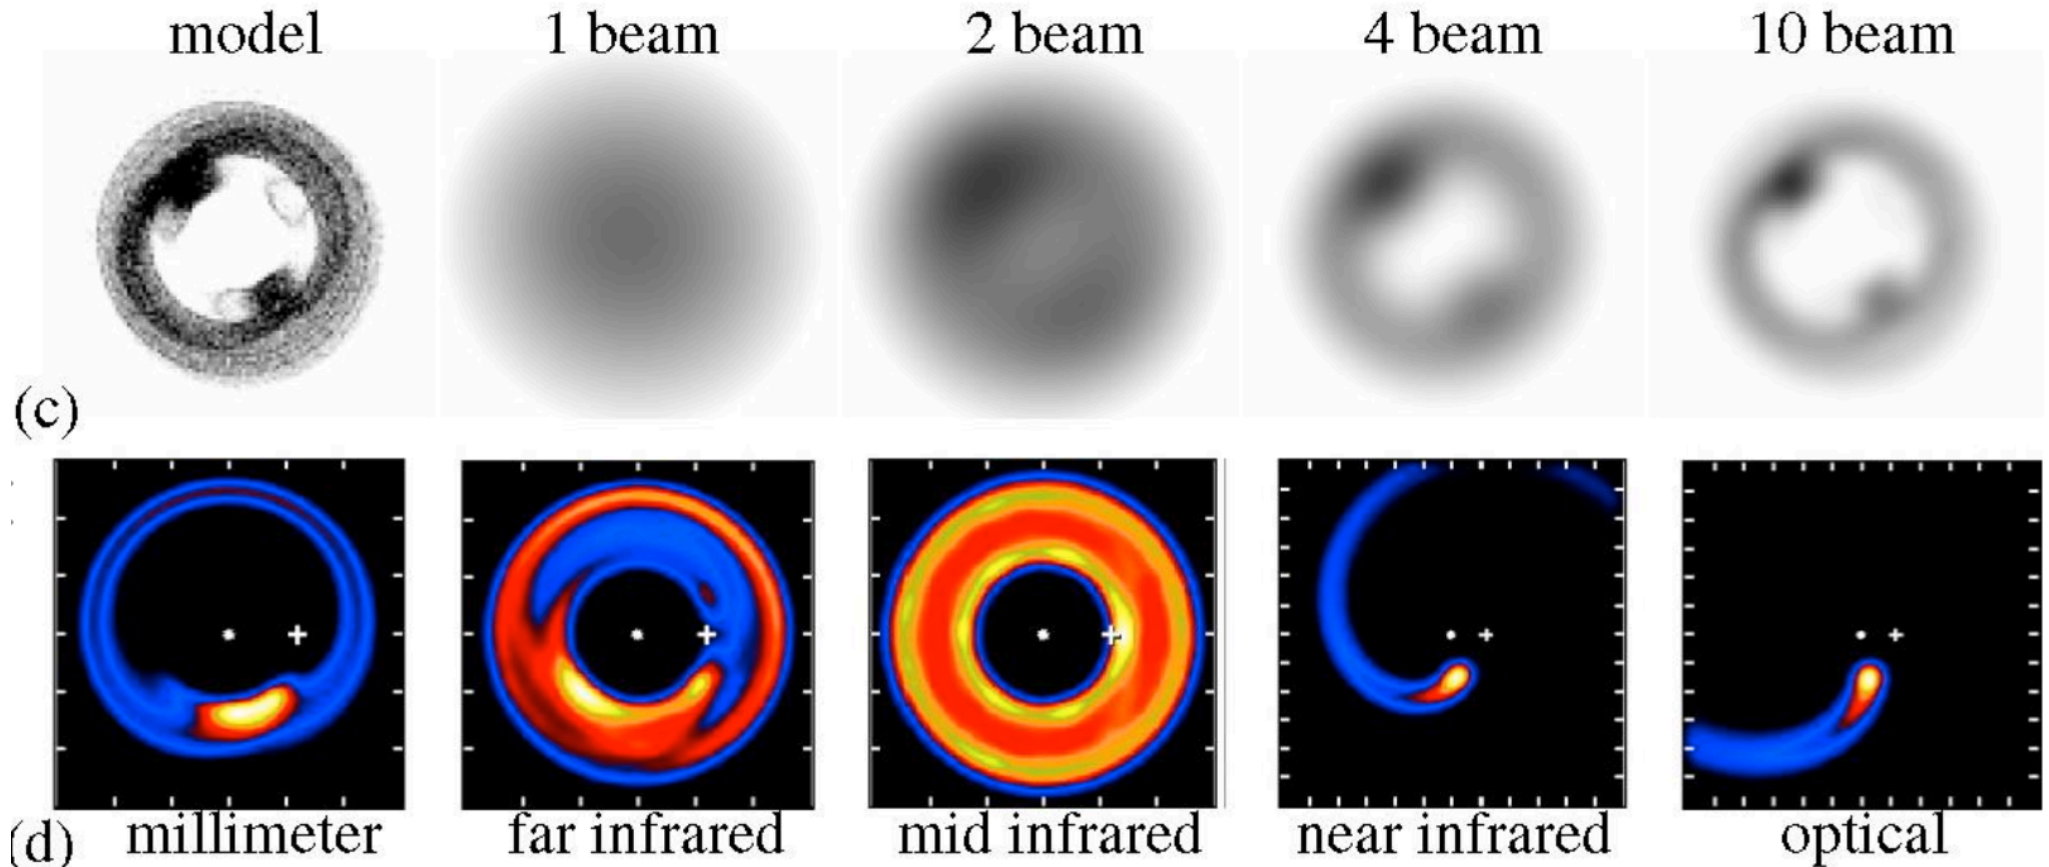 model 1 beam 2 beam 4 beam 10 beam
(c)
(d) millimeter far infrared mid infrared near infrared optical